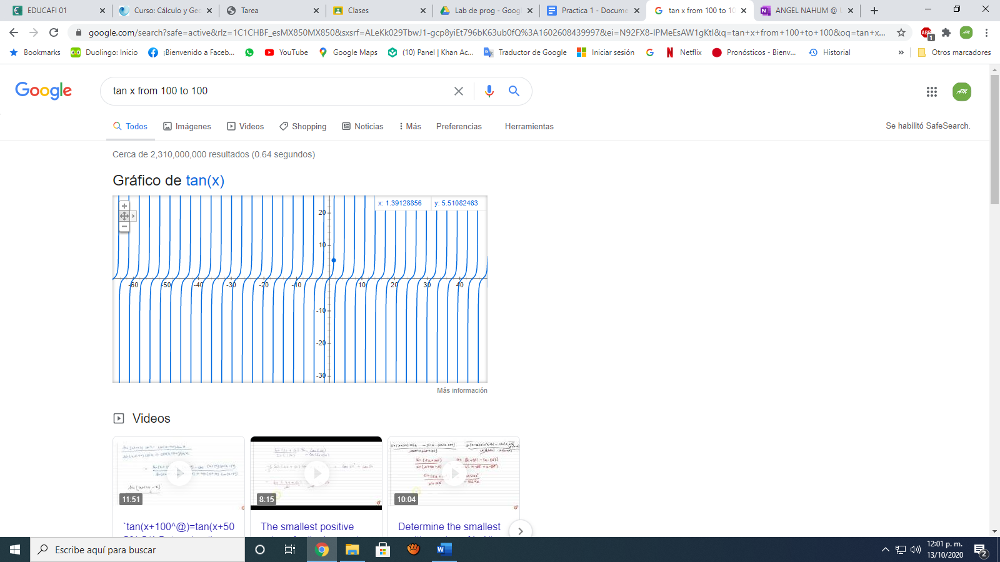 EDUCAFI 01
Curso: Cálculo y Geo
Tarea
Clases
Lab de prog - Goog
Practica 1 - Docume
tan x from 100 to 10
ANGEL NAHUM @ U
google.com/search?safe=active&rlz=1C1CHBF_esMX850MX850&sxsrf=ALeKk029TbwJ1-gcp8yiEt796bK63ub0fQ%3A1602608439997&ei=N92FX8-IPMeEsAW1gKtI&q=tan+x+from+100+to+100&oq=tan+x...
ABP
1
AM
Bookmarks
Duolingo: Inicio
¡Bienvenido a Faceb...
YouTube
Google Maps
(10) Panel | Khan Ac...
Traductor de Google
Iniciar sesión
Netflix
Pronósticos - Bienv...
Historial
»
Otros marcadores
Google
tan x from 100 to 100
AM
Todos
Imágenes
Videos
Shopping
Noticias
Más
Preferencias
Herramientas
Se habilitó SafeSearch.
Cerca de 2,310,000,000 resultados (0.64 segundos)
Gráfico de tan(x)
x: 1.39128856
y: 5.51082463
20
10
-60
-50
-40
-30
-20
-10
10
20
30
40
-10
-20
-30
Más información
Videos
11:51
8:15
10:04
`tan(x+100^@)=tan(x+50
The smallest positive
Determine the smallest
Escribe aquí para buscar
12:01 p. m.
13/10/2020
2